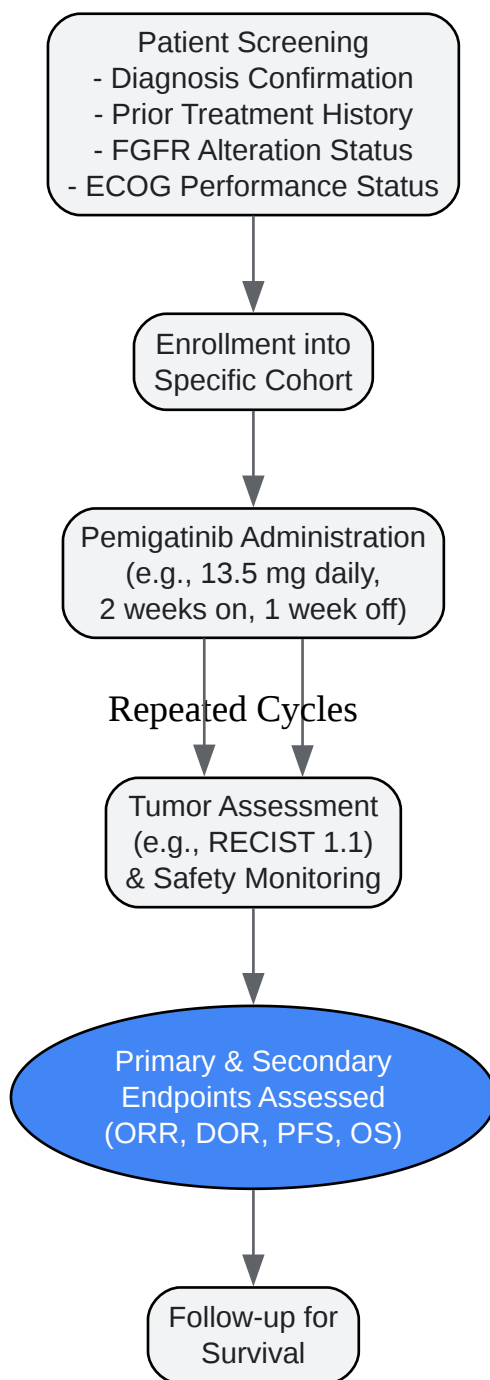 Patient Screening
- Diagnosis Confirmation
- Prior Treatment History
- FGFR Alteration Status
- ECOG Performance Status
Enrollment into
Specific Cohort
Pemigatinib Administration
(e.g., 13.5 mg daily,
2 weeks on, 1 week off)
Repeated Cycles
Tumor Assessment
(e.g., RECIST 1.1)
& Safety Monitoring
Primary & Secondary
Endpoints Assessed
(ORR, DOR, PFS, OS)
Follow-up for
Survival